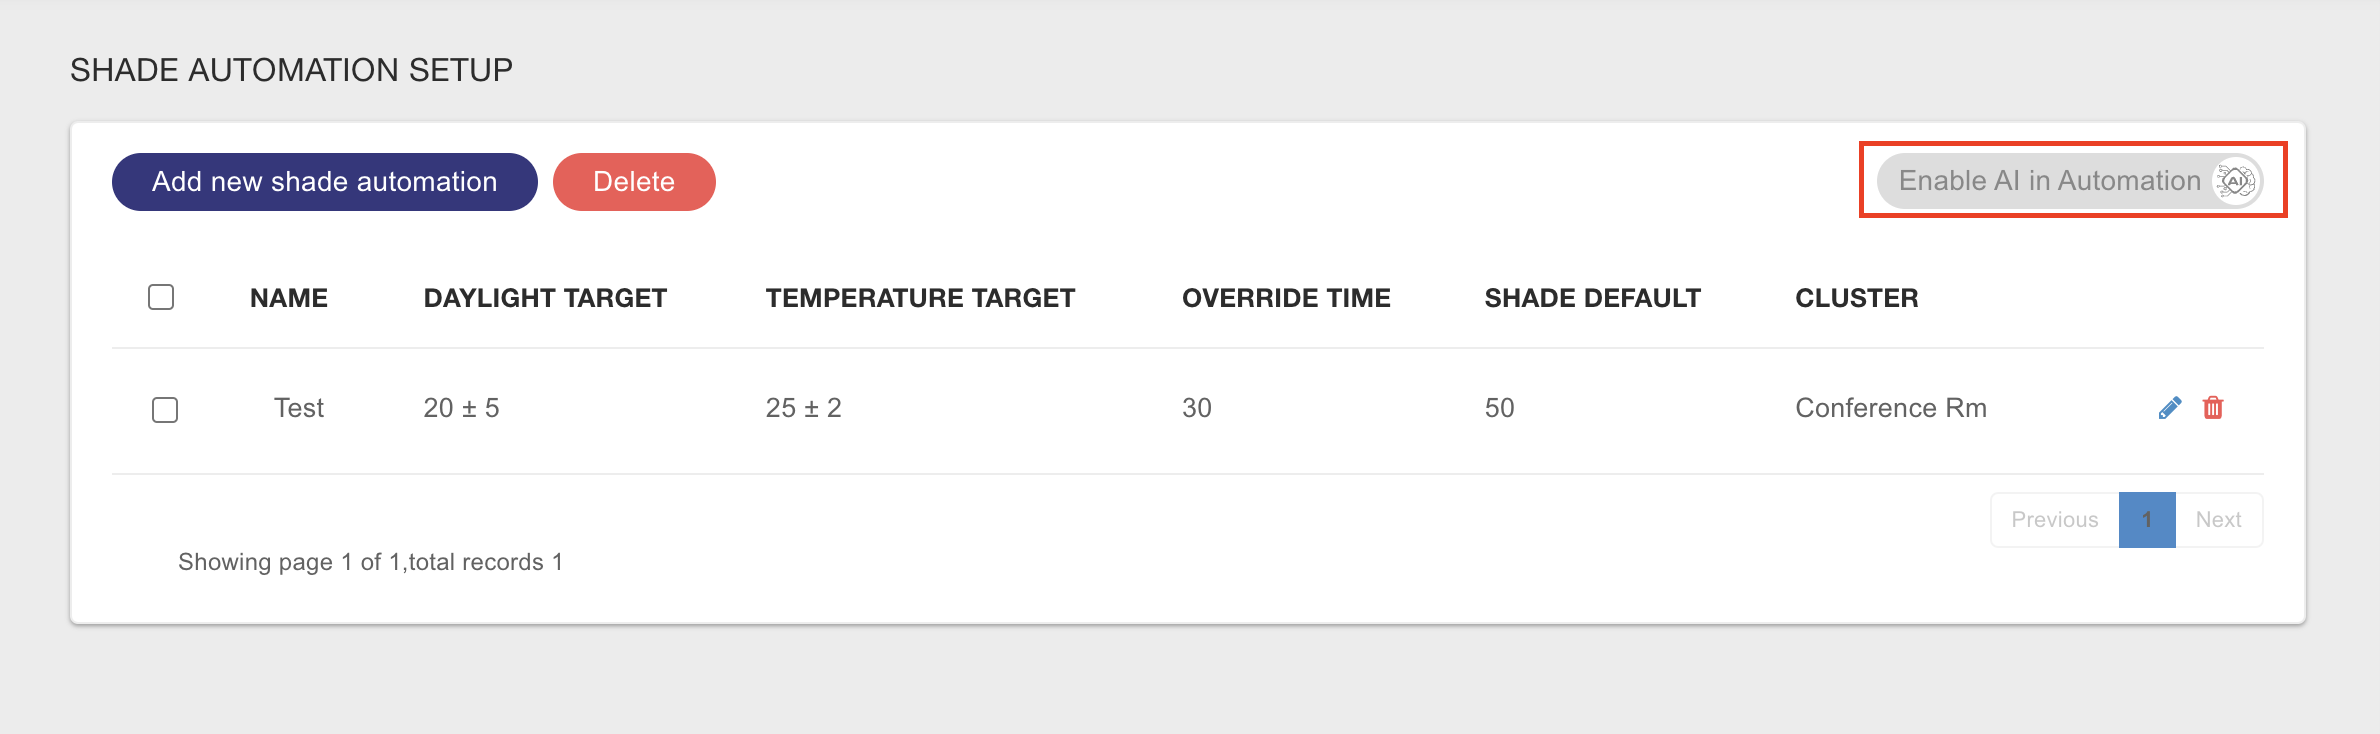 SHADE AUTOMATION SETUP
Add new shade automation Delete Enable AI in Automation AI
NAME DAYLIGHT TARGET TEMPERATURE TARGET OVERRIDE TIME SHADE DEFAULT CLUSTER
Test 20 ± 5 25 ± 2 30 50 Conference Rm
Previous 1 Next
Showing page 1 of 1,total records 1